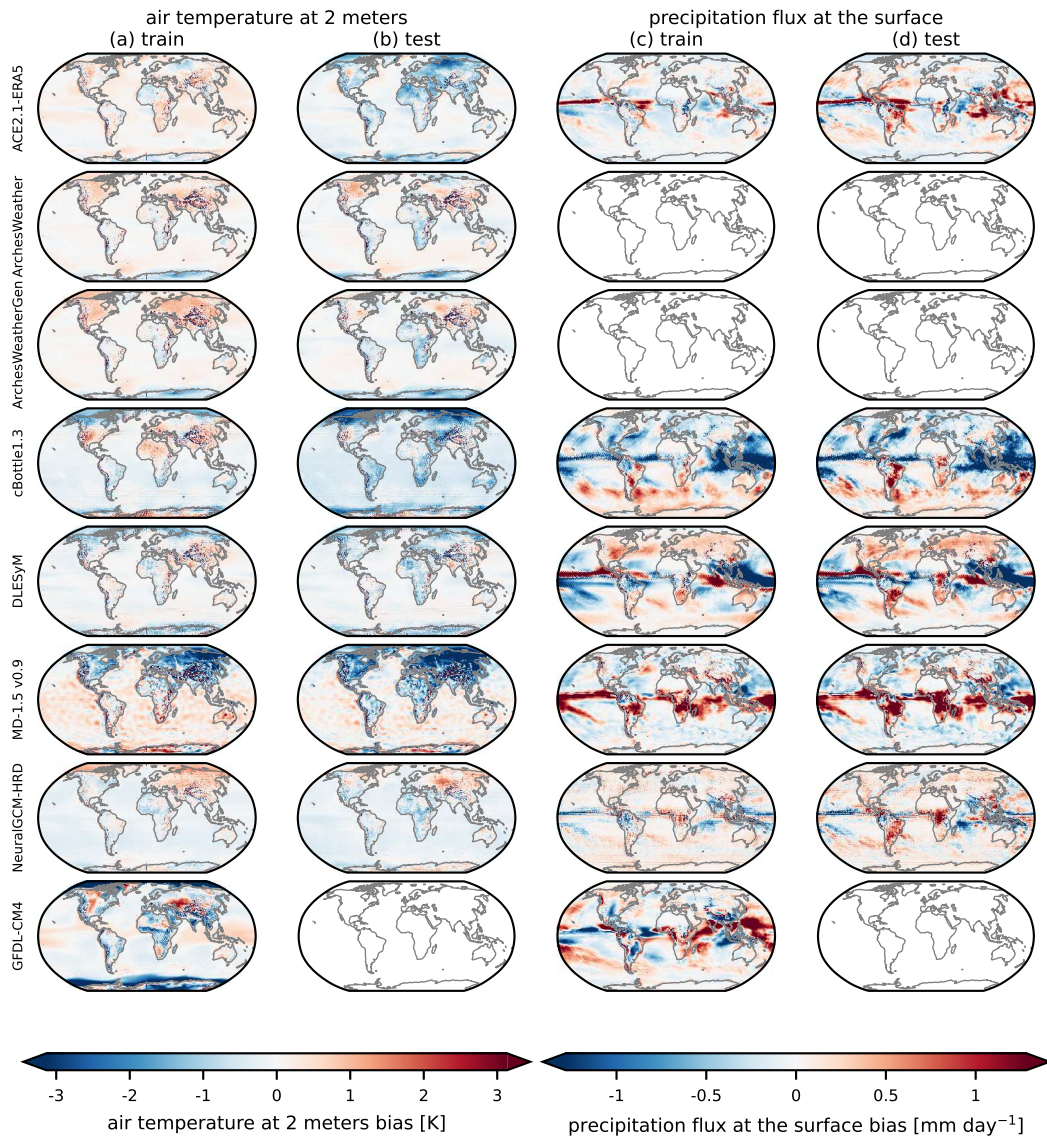 air temperature at 2 meters
precipitation flux at the surface
(a) train
(b) test
(c) train
(d) test
ACE2.1-ERA5
ArchesWeather
ArchesWeatherGen
cBottle1.3
DLESyM
MD-1.5 v0.9
NeuralGCM-HRD
GFDL-CM4
-3 -2 -1 0 1 2 3
air temperature at 2 meters bias [K]
-1 -0.5 0 0.5 1
precipitation flux at the surface bias [mm day⁻¹]